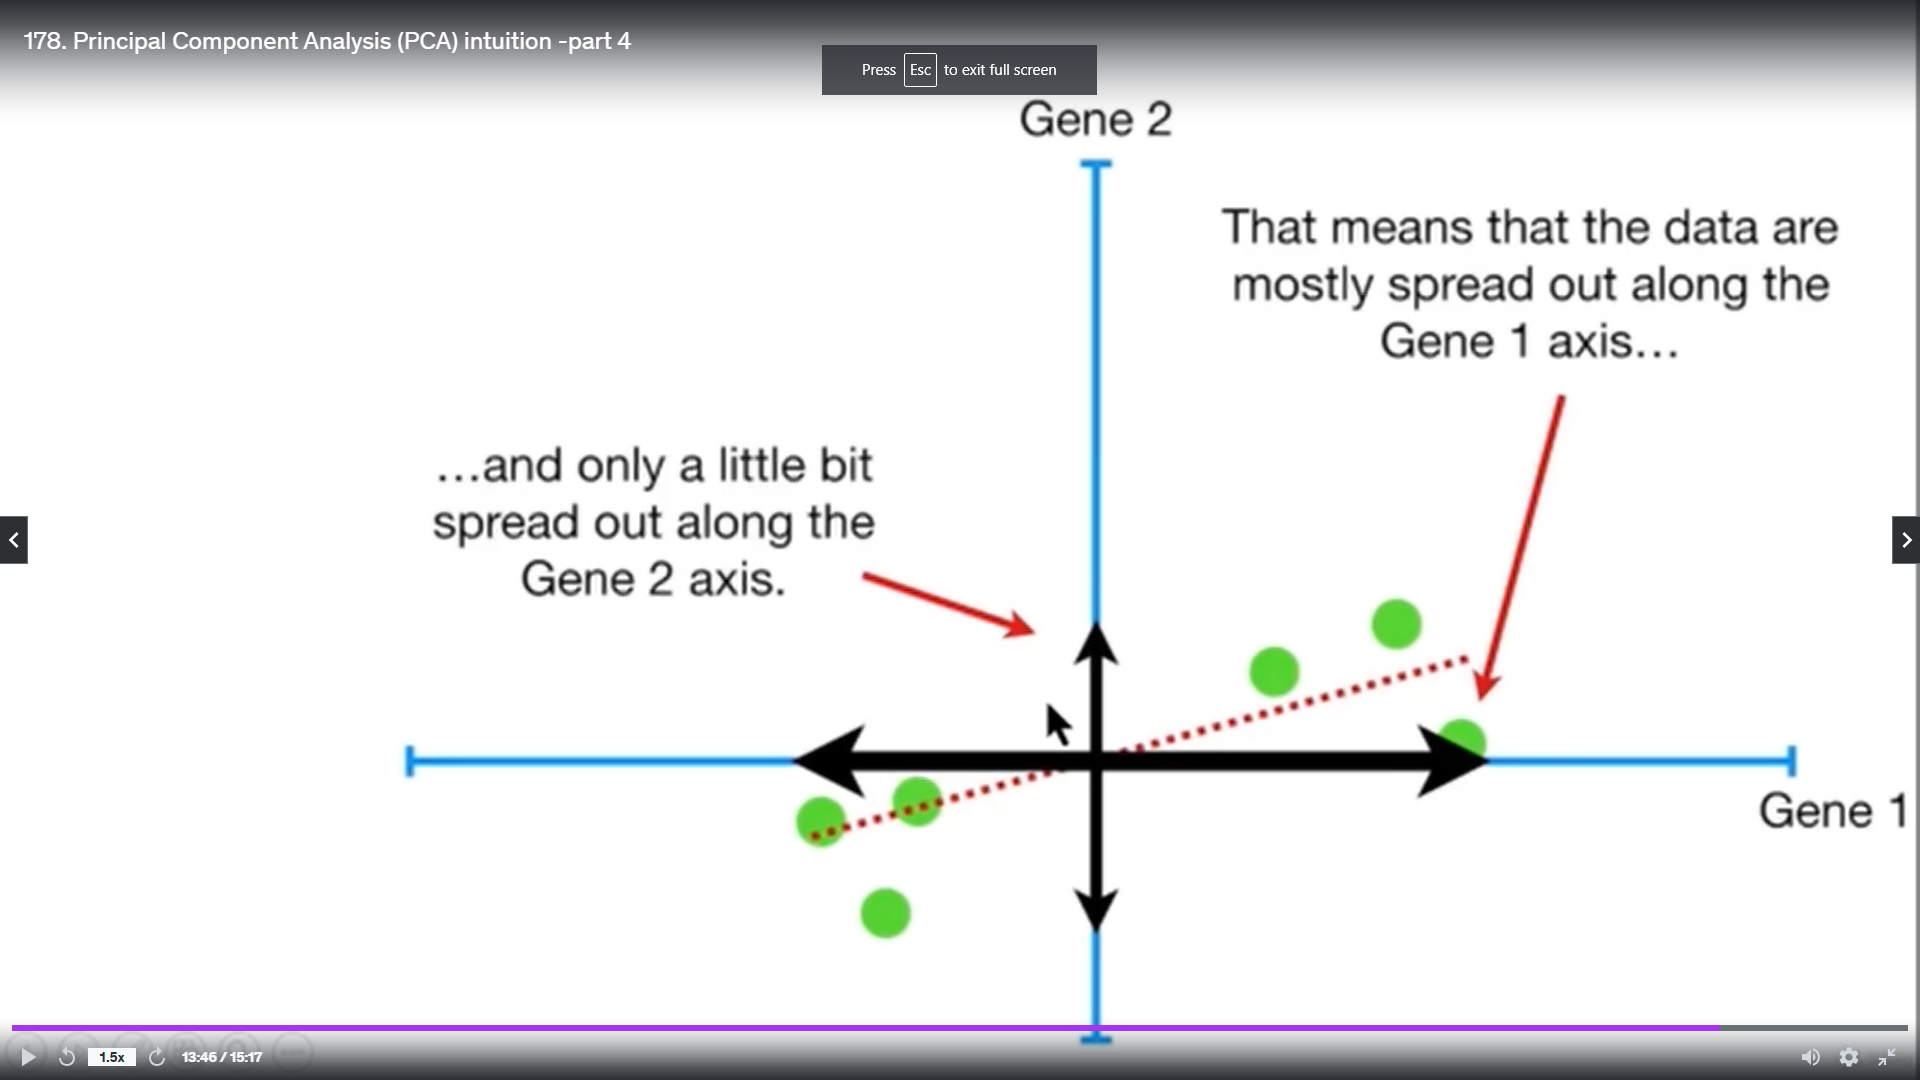 178. Principal Component Analysis (PCA) intuition -part 4
Press Esc to exit full screen
Gene 2
That means that the data are
mostly spread out along the
Gene 1 axis...
...and only a little bit
spread out along the
Gene 2 axis.
Gene 1
1.5x
13:46 / 15:17